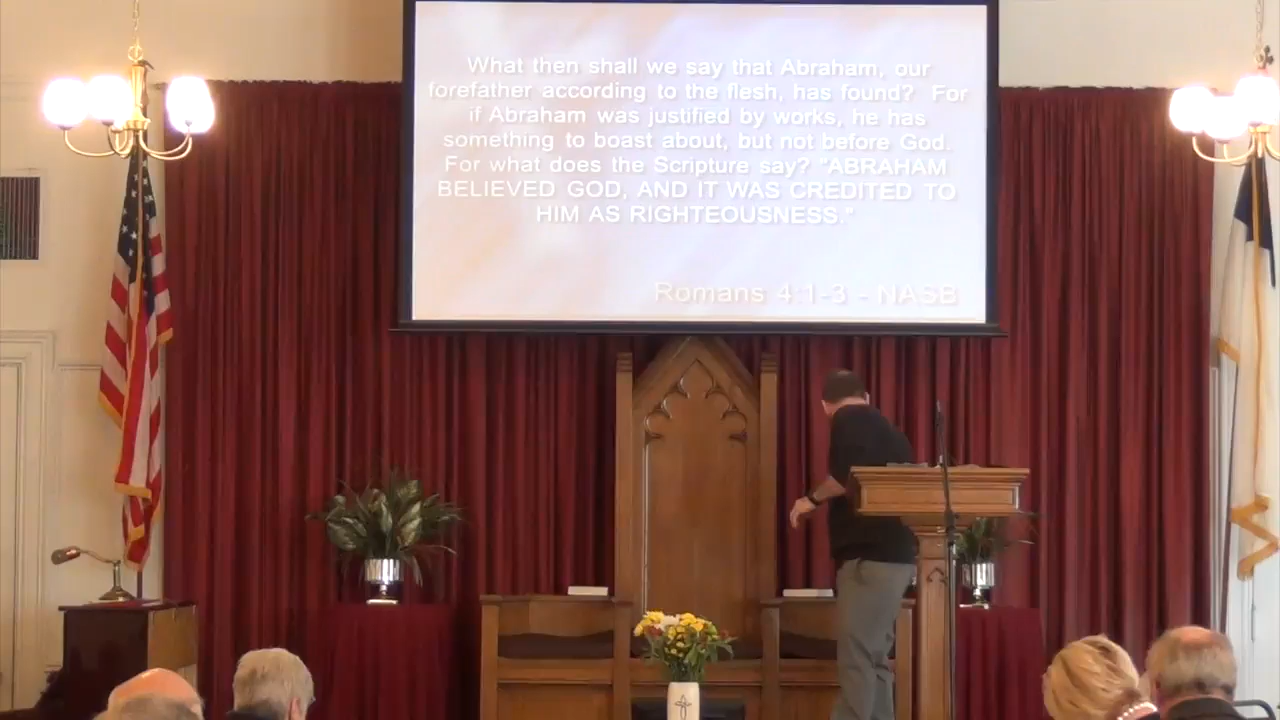 What then shall we say that Abraham, our
forefather according to the flesh, has found? For
if Abraham was justified by works, he has
something to boast about, but not before God.
For what does the Scripture say? "ABRAHAM
BELIEVED GOD, AND IT WAS CREDITED TO
HIM AS RIGHTEOUSNESS."
Romans 4:1-3 - NASB